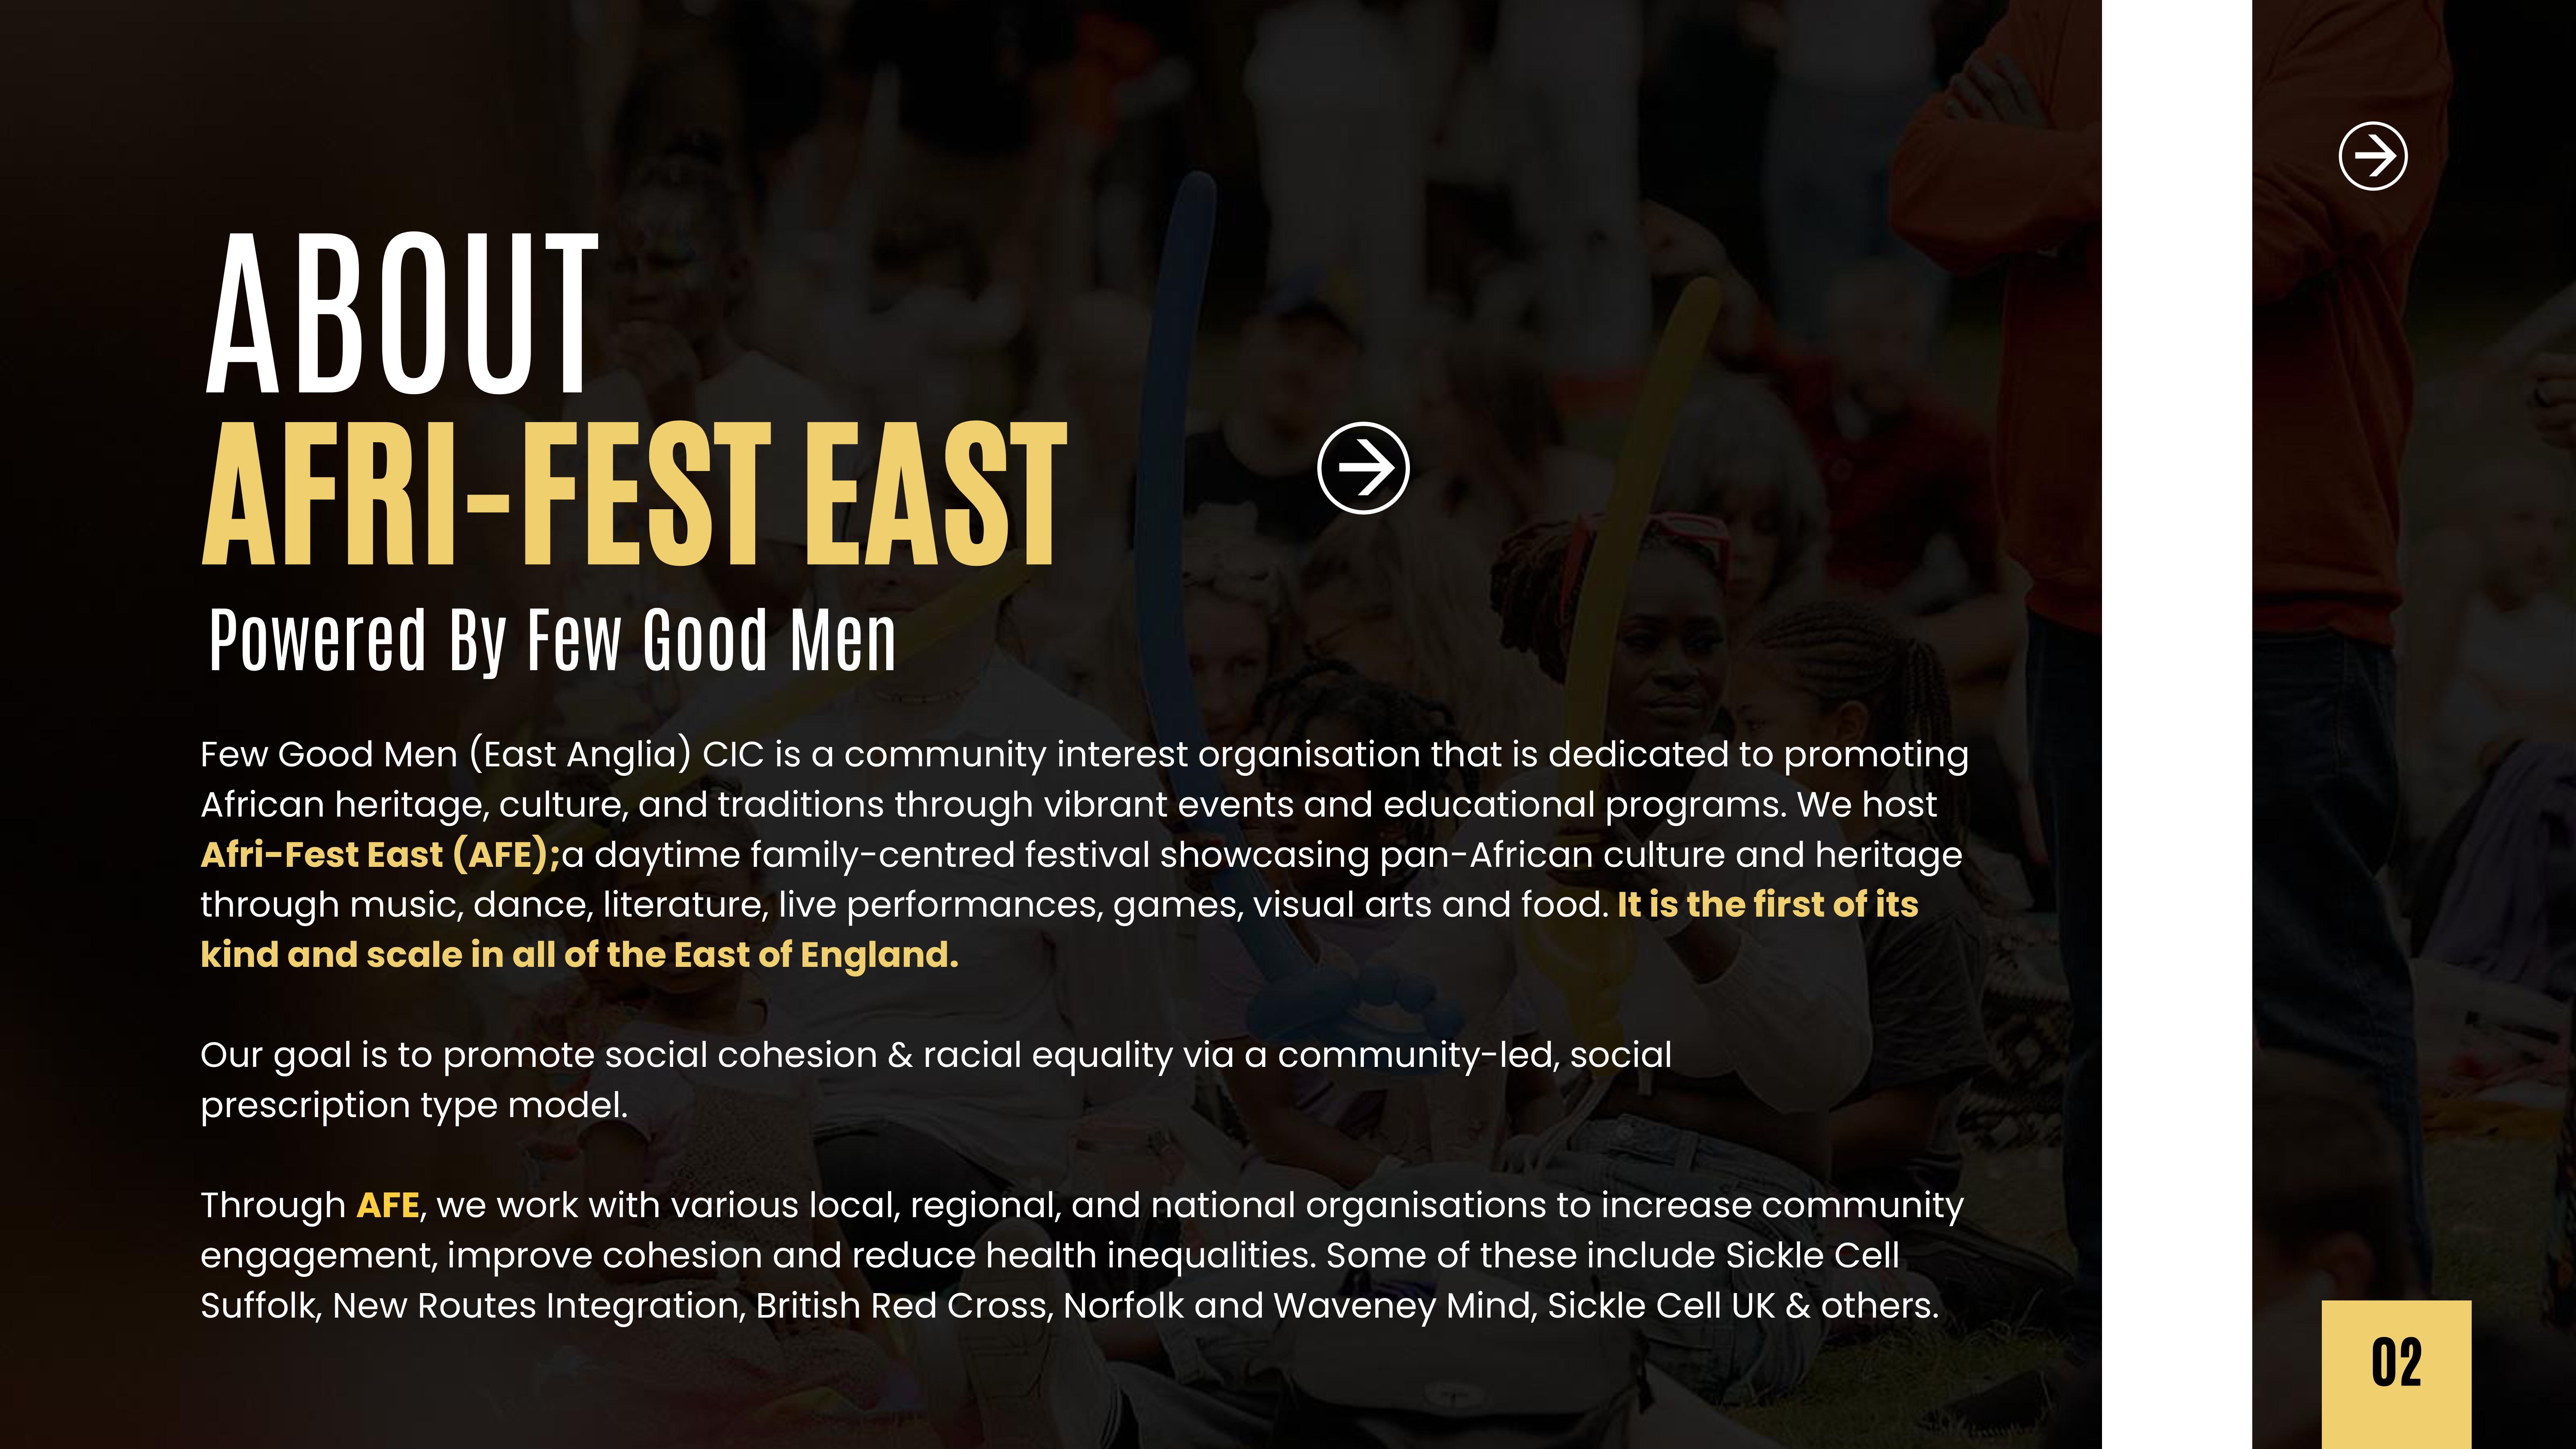 ABOUT
AFRI-FEST EAST
Powered By Few Good Men
Few Good Men (East Anglia) CIC is a community interest organisation that is dedicated to promoting
African heritage, culture, and traditions through vibrant events and educational programs. We host
Afri-Fest East (AFE);a daytime family-centred festival showcasing pan-African culture and heritage
through music, dance, literature, live performances, games, visual arts and food. It is the first of its
kind and scale in all of the East of England.
Our goal is to promote social cohesion & racial equality via a community-led, social
prescription type model.
Through AFE, we work with various local, regional, and national organisations to increase community
engagement, improve cohesion and reduce health inequalities. Some of these include Sickle Cell
Suffolk, New Routes Integration, British Red Cross, Norfolk and Waveney Mind, Sickle Cell UK & others.
02